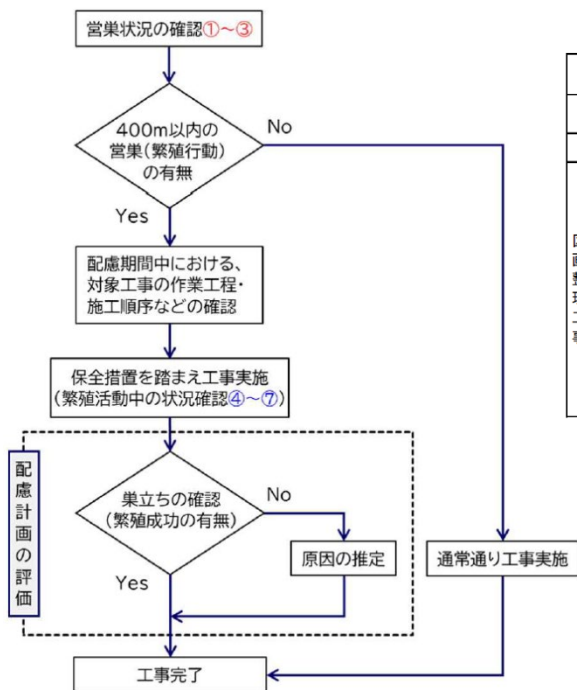 営巣状況の確認①～③
400m以内の
営巣(繁殖行動)
の有無
No
Yes
配慮期間中における、
対象工事の作業工程・
施工順序などの確認
保全措置を踏まえ工事実施
(繁殖活動中の状況確認④～⑦)
配慮計画の評価
巣立ちの確認
(繁殖成功の有無)
No
原因の推定
通常通り工事実施
Yes
工事完了